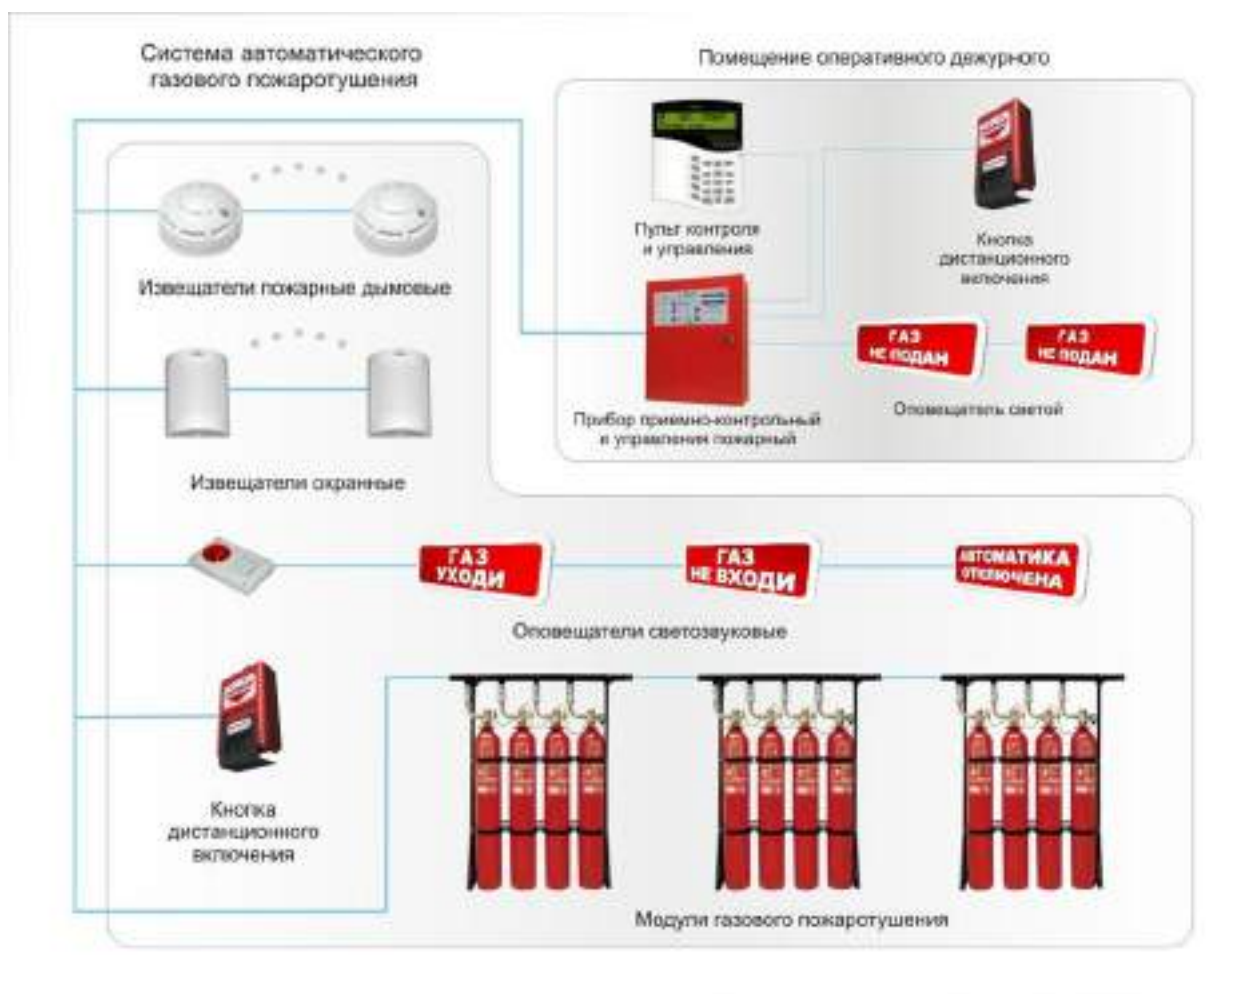 Система автоматического
газового пожаротушения
Помещение оперативного дежурного
Извещатели пожарные дымовые
Извещатели охранные
Пульт контроля
и управления
Кнопка
дистанционного
включения
Прибор приемно-контрольный
и управления пожарный
ГАЗ
НЕ ПОДАН
ГАЗ
НЕ ПОДАН
Оповещатель светой
ГАЗ
УХОДИ
ГАЗ
НЕ ВХОДИ
АВТОМАТИКА
ОТКЛЮЧЕНА
Оповещатели светозвуковые
Кнопка
дистанционного
включения
Модули газового пожаротушения